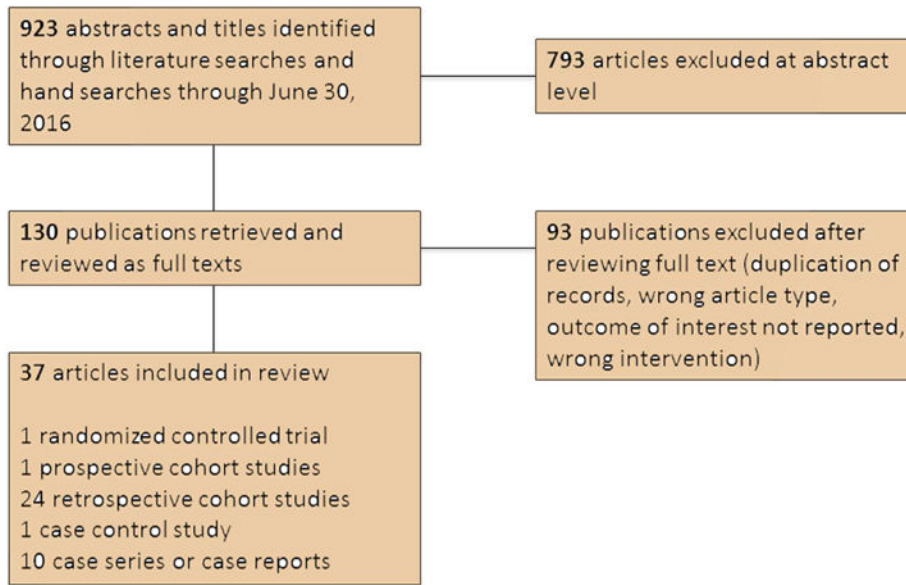 923 abstracts and titles identified
through literature searches and
hand searches through June 30,
2016
793 articles excluded at abstract
level
130 publications retrieved and
reviewed as full texts
93 publications excluded after
reviewing full text (duplication of
records, wrong article type,
outcome of interest not reported,
wrong intervention)
37 articles included in review
1 randomized controlled trial
1 prospective cohort studies
24 retrospective cohort studies
1 case control study
10 case series or case reports